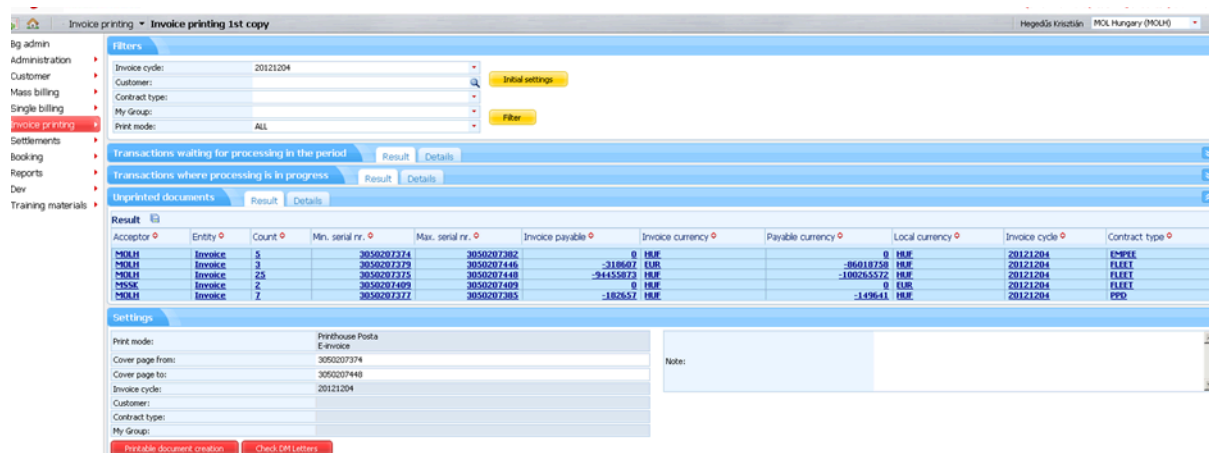 Invoice printing Invoice printing 1st copy Hegedűs Krisztián MOL Hungary (MOLH)
Bg admin
Administration
Customer
Mass billing
Single billing
Invoice printing
Settlements
Booking
Reports
Dev
Training materials
Filters
Invoice cycle: 20121204
Customer:
Contract type:
My Group:
Print mode: ALL
Initial settings
Filter
Transactions waiting for processing in the period Result Details
Transactions where processing is in progress Result Details
Unprinted documents Result Details
Result
Acceptor Entity Count Min. serial nr. Max. serial nr. Invoice payable Invoice currency Payable currency Local currency Invoice cycle Contract type
MOLH Invoice 5 3050207374 3050207382 0 HUF 0 HUF 20121204 EMPEE
MOLH Invoice 3 3050207379 3050207446 -318607 EUR -86018750 HUF 20121204 FLEET
MOLH Invoice 25 3050207375 3050207448 -94455873 HUF -100265572 HUF 20121204 FLEET
MSSK Invoice 2 3050207409 3050207409 0 HUF 0 EUR 20121204 FLEET
MOLH Invoice 7 3050207377 3050207385 -182657 HUF -149641 HUF 20121204 PPD
Settings
Print mode: Printhouse Posta
E-invoice
Cover page from: 3050207374
Cover page to: 3050207448
Invoice cycle: 20121204
Customer:
Contract type:
My Group:
Note:
Printable document creation Check DM Letters